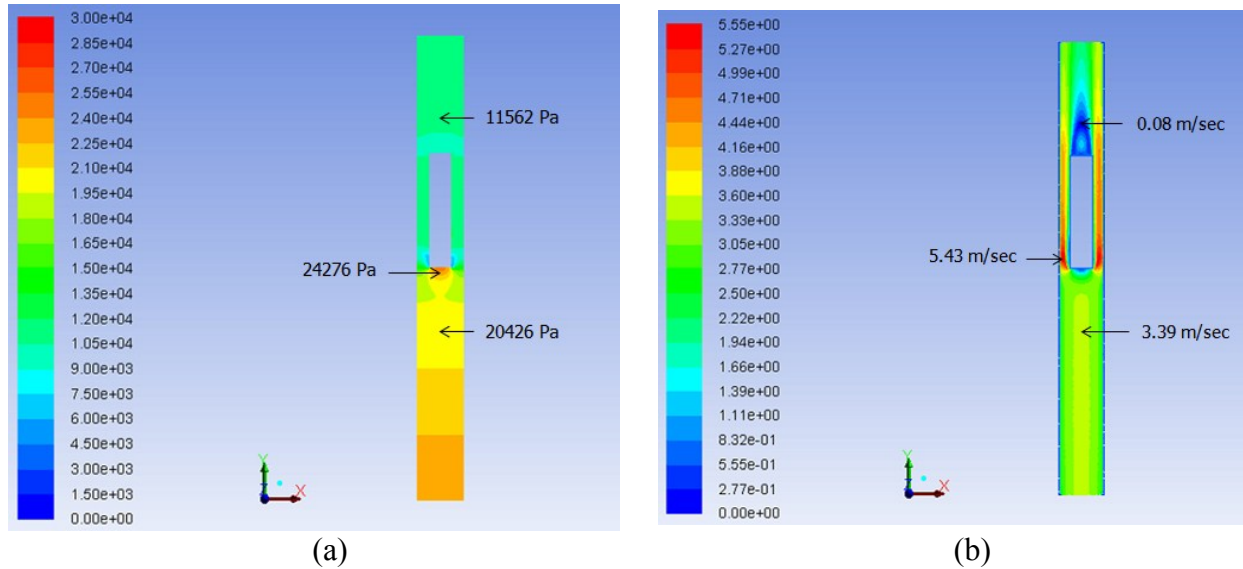 3.00e+04
2.85e+04
2.70e+04
2.55e+04
2.40e+04
2.25e+04
2.10e+04
1.95e+04
1.80e+04
1.65e+04
1.50e+04
1.35e+04
1.20e+04
1.05e+04
9.00e+03
7.50e+03
6.00e+03
4.50e+03
3.00e+03
1.50e+03
0.00e+00
11562 Pa
24276 Pa
20426 Pa
Y
Z
X
(a)
5.55e+00
5.27e+00
4.99e+00
4.71e+00
4.44e+00
4.16e+00
3.88e+00
3.60e+00
3.33e+00
3.05e+00
2.77e+00
2.50e+00
2.22e+00
1.94e+00
1.66e+00
1.39e+00
1.11e+00
8.32e-01
5.55e-01
2.77e-01
0.00e+00
0.08 m/sec
5.43 m/sec
3.39 m/sec
Y
Z
X
(b)